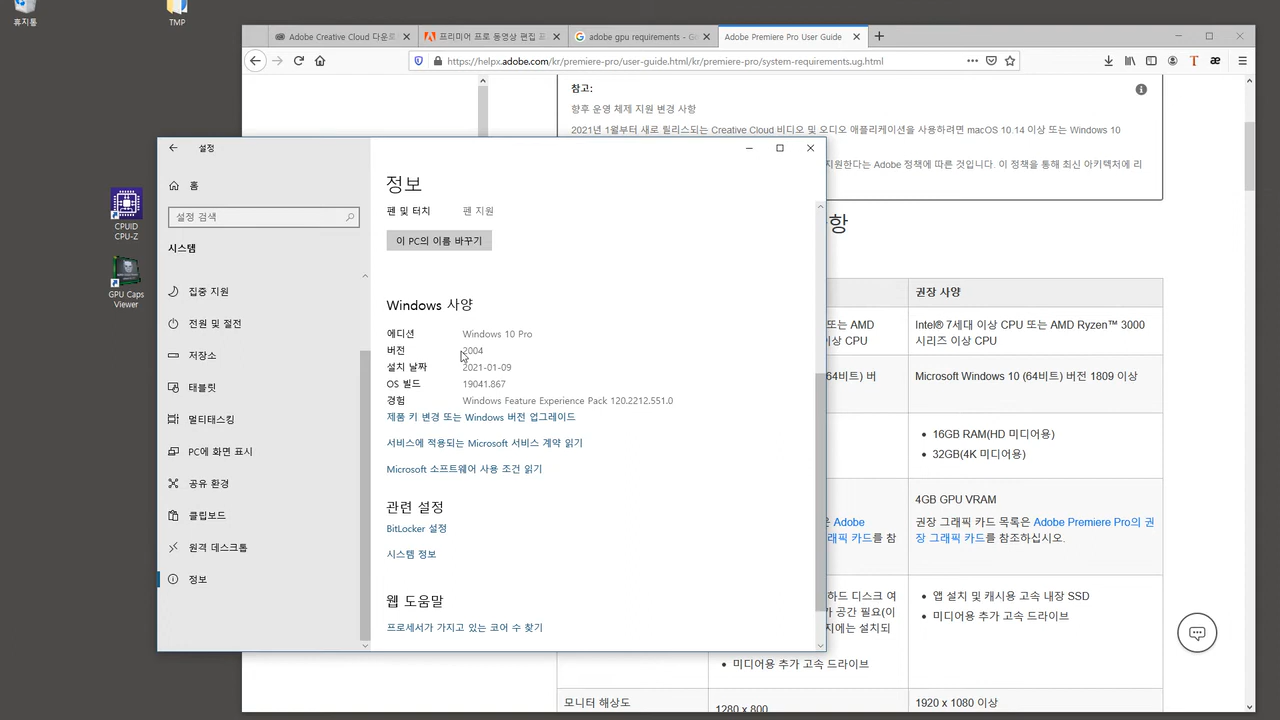 휴지통
TMP
CPUID
CPU-Z
GPU Caps
Viewer
Adobe Creative Cloud 다운로
프리미어 프로 동영상 편집 프
adobe gpu requirements - G
Adobe Premiere Pro User Guide
https://helpx.adobe.com/kr/premiere-pro/user-guide.html/kr/premiere-pro/system-requirements.ug.html
참고:
향후 운영 체제 지원 변경 사항
2021년 1월부터 새로 릴리스되는 Creative Cloud 비디오 및 오디오 애플리케이션을 사용하려면 macOS 10.14 이상 또는 Windows 10
지원한다는 Adobe 정책에 따른 것입니다. 이 정책을 통해 최신 아키텍처에 리
항
권장 사양
또는 AMD
이상 CPU
Intel® 7세대 이상 CPU 또는 AMD Ryzen™ 3000
시리즈 이상 CPU
64비트) 버
Microsoft Windows 10 (64비트) 버전 1809 이상
16GB RAM(HD 미디어용)
32GB(4K 미디어용)
4GB GPU VRAM
은 Adobe
래픽 카드를 참
권장 그래픽 카드 목록은 Adobe Premiere Pro의 권
장 그래픽 카드를 참조하십시오.
하드 디스크 여
가 공간 필요(이
지에는 설치되
미디어용 추가 고속 드라이브
앱 설치 및 캐시용 고속 내장 SSD
미디어용 추가 고속 드라이브
모니터 해상도
1280 x 800
1920 x 1080 이상
설정
홈
설정 검색
시스템
집중 지원
전원 및 절전
저장소
태블릿
멀티태스킹
PC에 화면 표시
공유 환경
클립보드
원격 데스크톱
정보
정보
펜 및 터치 펜 지원
이 PC의 이름 바꾸기
Windows 사양
에디션 Windows 10 Pro
버전 2004
설치 날짜 2021-01-09
OS 빌드 19041.867
경험 Windows Feature Experience Pack 120.2212.551.0
제품 키 변경 또는 Windows 버전 업그레이드
서비스에 적용되는 Microsoft 서비스 계약 읽기
Microsoft 소프트웨어 사용 조건 읽기
관련 설정
BitLocker 설정
시스템 정보
웹 도움말
프로세서가 가지고 있는 코어 수 찾기